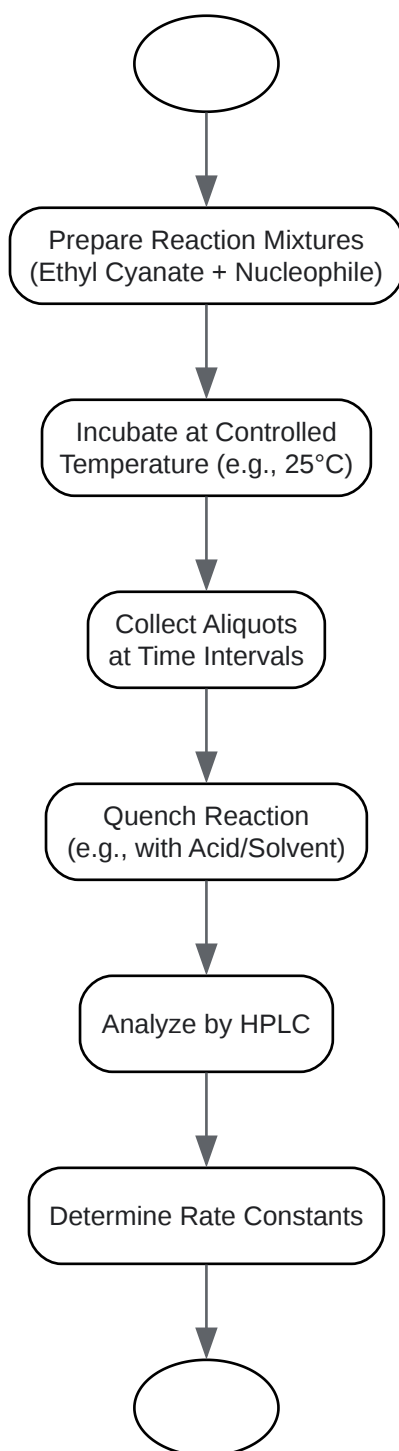 Prepare Reaction Mixtures
(Ethyl Cyanate + Nucleophile)
Incubate at Controlled
Temperature (e.g., 25°C)
Collect Aliquots
at Time Intervals
Quench Reaction
(e.g., with Acid/Solvent)
Analyze by HPLC
Determine Rate Constants